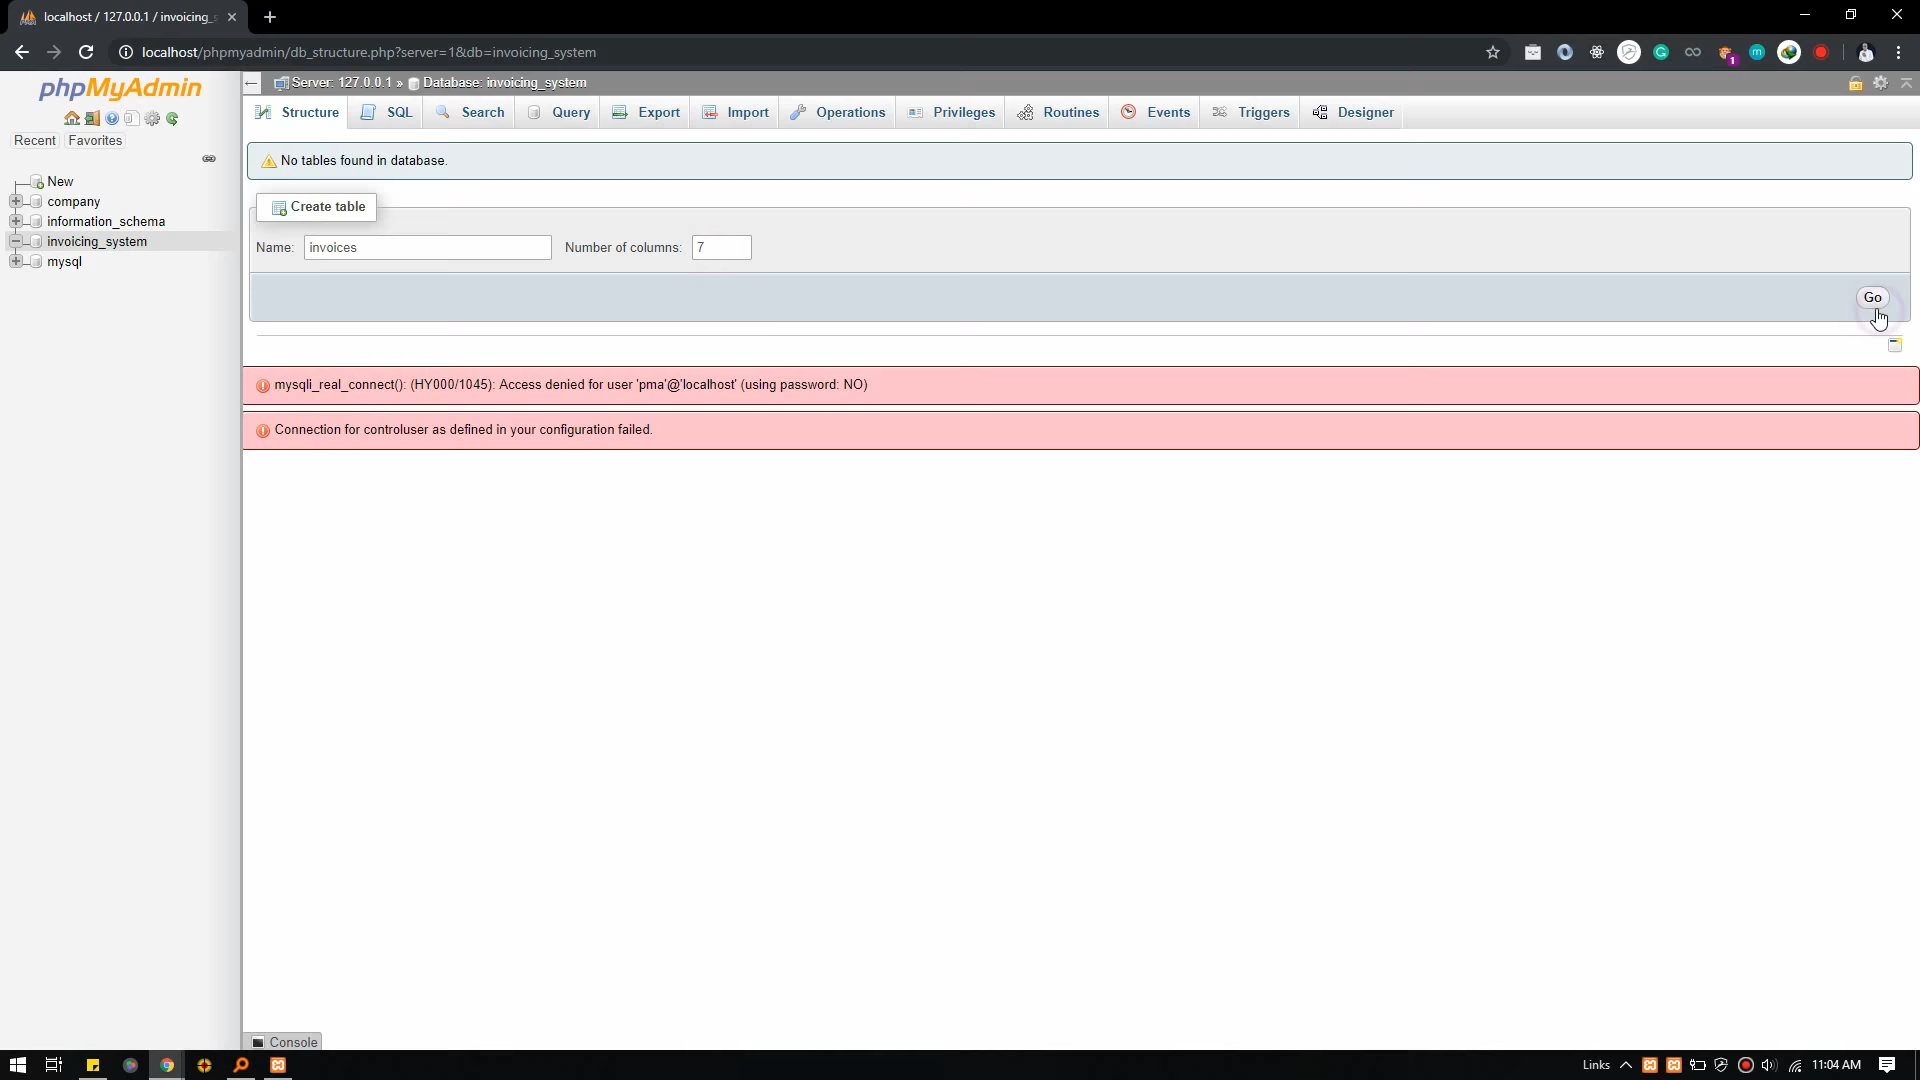 localhost / 127.0.0.1 / invoicing_s
localhost/phpmyadmin/db_structure.php?server=1&db=invoicing_system
1
phpMyAdmin
Recent
Favorites
New
company
information_schema
invoicing_system
mysql
Server: 127.0.0.1 » Database: invoicing_system
Structure
SQL
Search
Query
Export
Import
Operations
Privileges
Routines
Events
Triggers
Designer
No tables found in database.
Create table
Name: invoices Number of columns: 7
Go
mysqli_real_connect(): (HY000/1045): Access denied for user 'pma'@'localhost' (using password: NO)
Connection for controluser as defined in your configuration failed.
Console
Links
11:04 AM